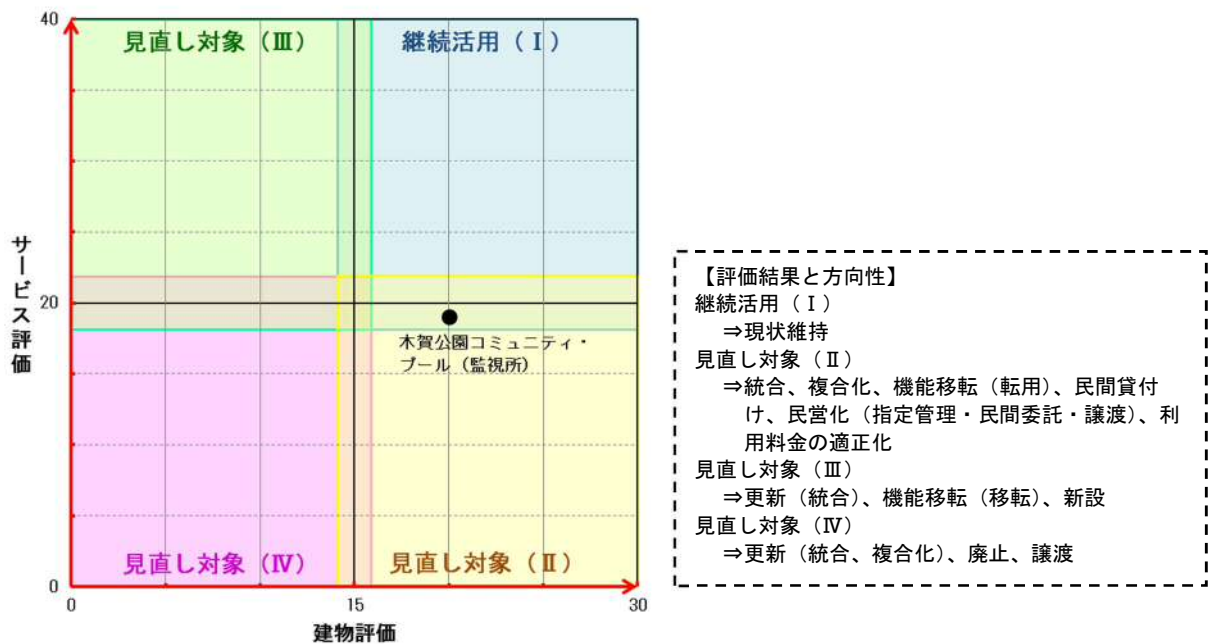 40
見直し対象（Ⅲ）
継続活用（Ⅰ）
サービス評価
20
木賀公園コミュニティ・
プール（監視所）
見直し対象（Ⅳ）
見直し対象（Ⅱ）
0
0
15
30
建物評価
【評価結果と方向性】
継続活用（Ⅰ）
⇒現状維持
見直し対象（Ⅱ）
⇒統合、複合化、機能移転（転用）、民間貸付
け、民営化（指定管理・民間委託・譲渡）、利
用料金の適正化
見直し対象（Ⅲ）
⇒更新（統合）、機能移転（移転）、新設
見直し対象（Ⅳ）
⇒更新（統合、複合化）、廃止、譲渡